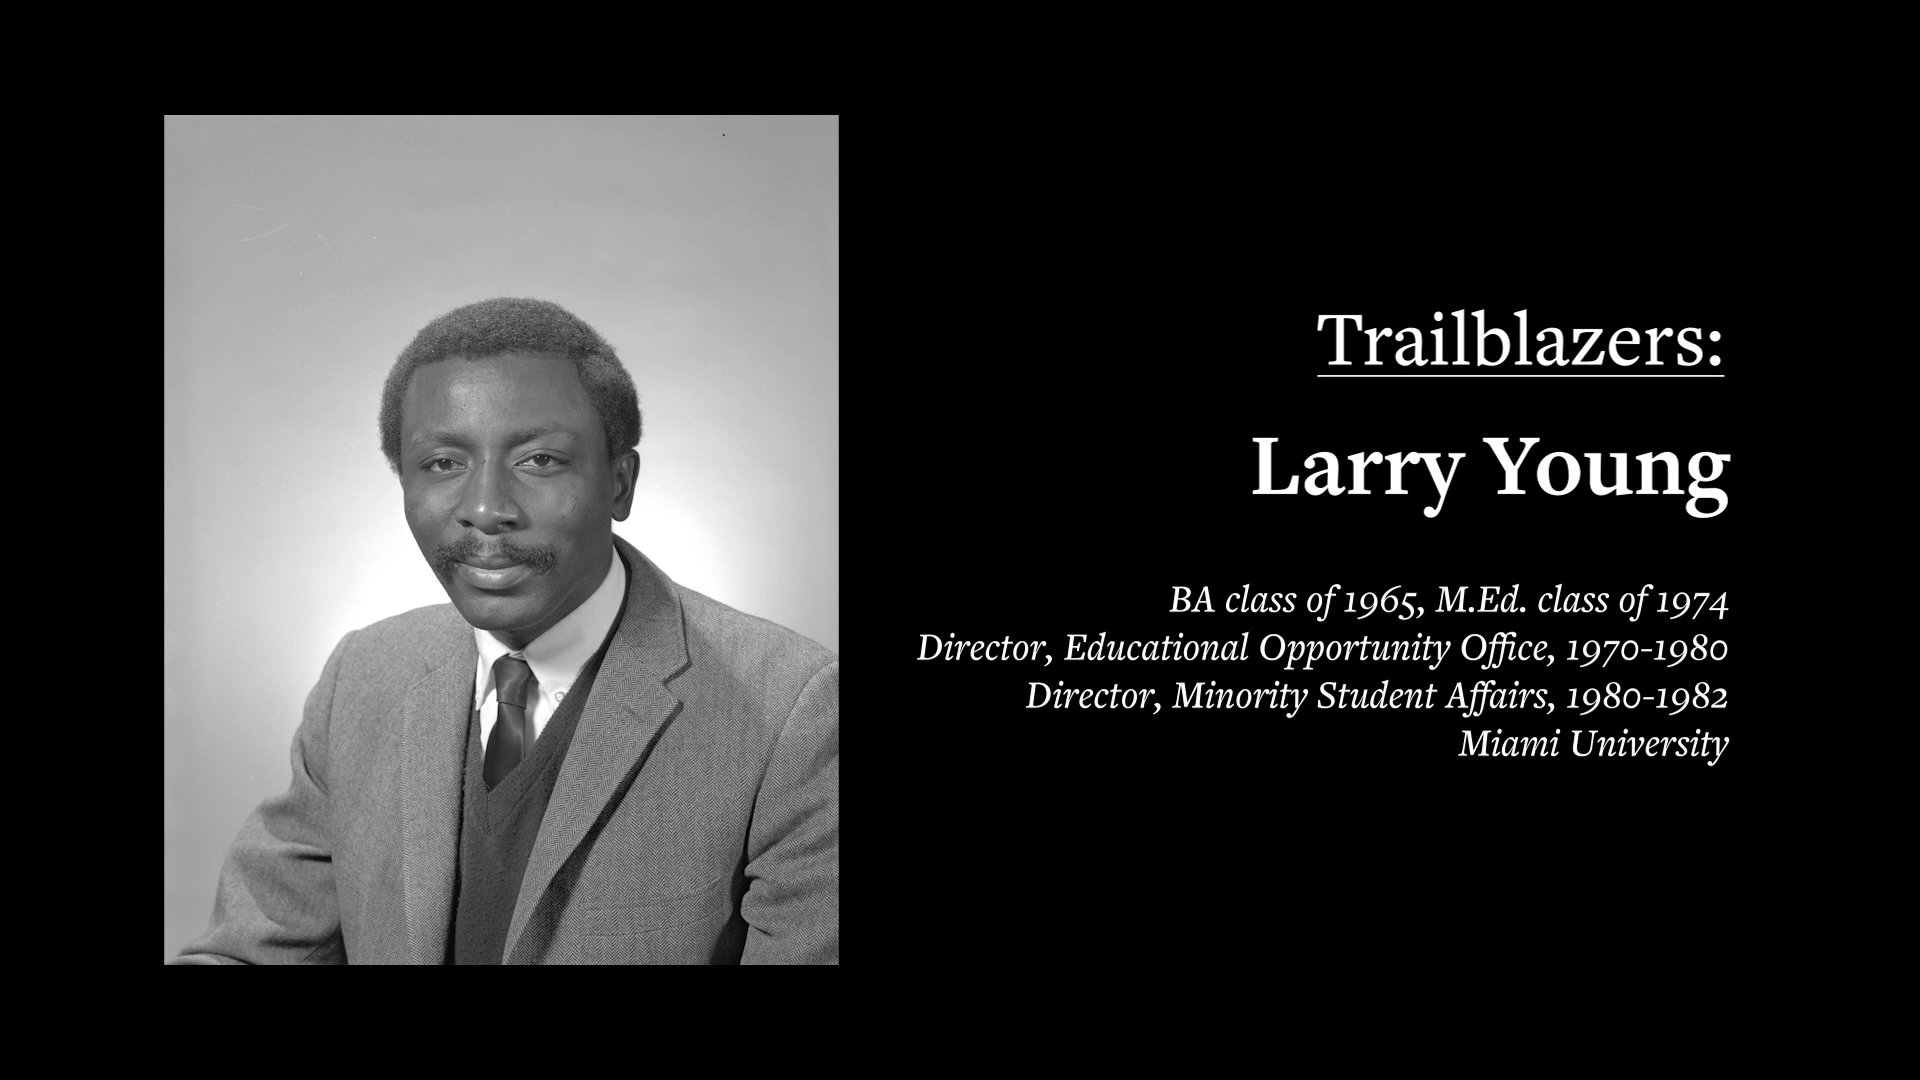 Trailblazers:
Larry Young
BA class of 1965, M.Ed. class of 1974
Director, Educational Opportunity Office, 1970-1980
Director, Minority Student Affairs, 1980-1982
Miami University